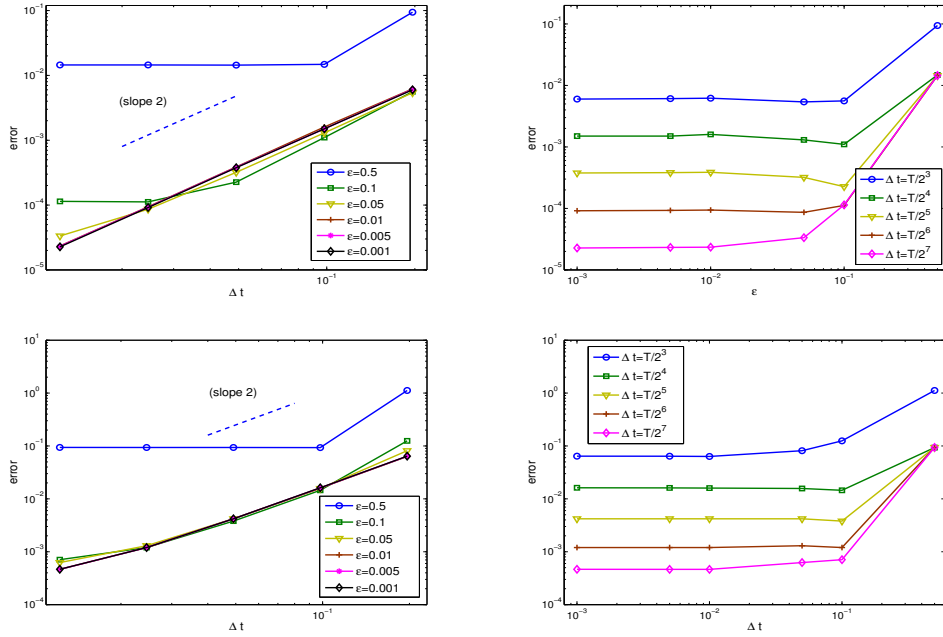 10^-1
10^-2
10^-3
10^-4
10^-5
error
(slope 2)
ε=0.5
ε=0.1
ε=0.05
ε=0.01
ε=0.005
ε=0.001
10^-1
Δ t
10^-1
10^-2
10^-3
10^-4
10^-5
error
Δ t=T/2^3
Δ t=T/2^4
Δ t=T/2^5
Δ t=T/2^6
Δ t=T/2^7
10^-3
10^-2
10^-1
ε
10^1
10^0
10^-1
10^-2
10^-3
10^-4
error
(slope 2)
ε=0.5
ε=0.1
ε=0.05
ε=0.01
ε=0.005
ε=0.001
10^-1
Δ t
10^1
10^0
10^-1
10^-2
10^-3
10^-4
error
Δ t=T/2^3
Δ t=T/2^4
Δ t=T/2^5
Δ t=T/2^6
Δ t=T/2^7
10^-3
10^-2
10^-1
Δ t